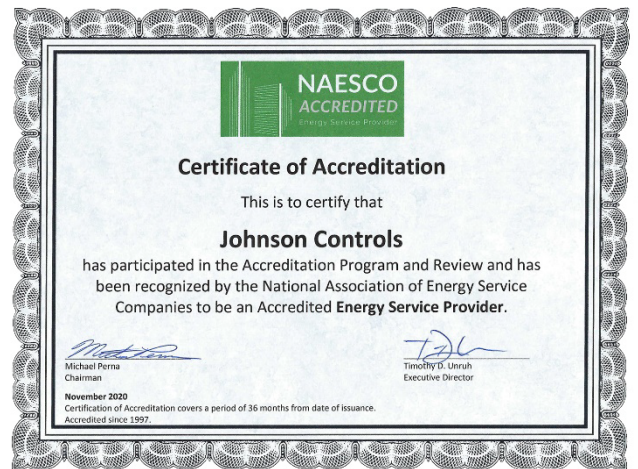 NAESCO
ACCREDITED
Energy Service Provider
Certificate of Accreditation
This is to certify that
Johnson Controls
has participated in the Accreditation Program and Review and has
been recognized by the National Association of Energy Service
Companies to be an Accredited Energy Service Provider.
Michael Perna
Chairman
Timothy D. Unruh
Executive Director
November 2020
Certification of Accreditation covers a period of 36 months from date of issuance.
Accredited since 1997.